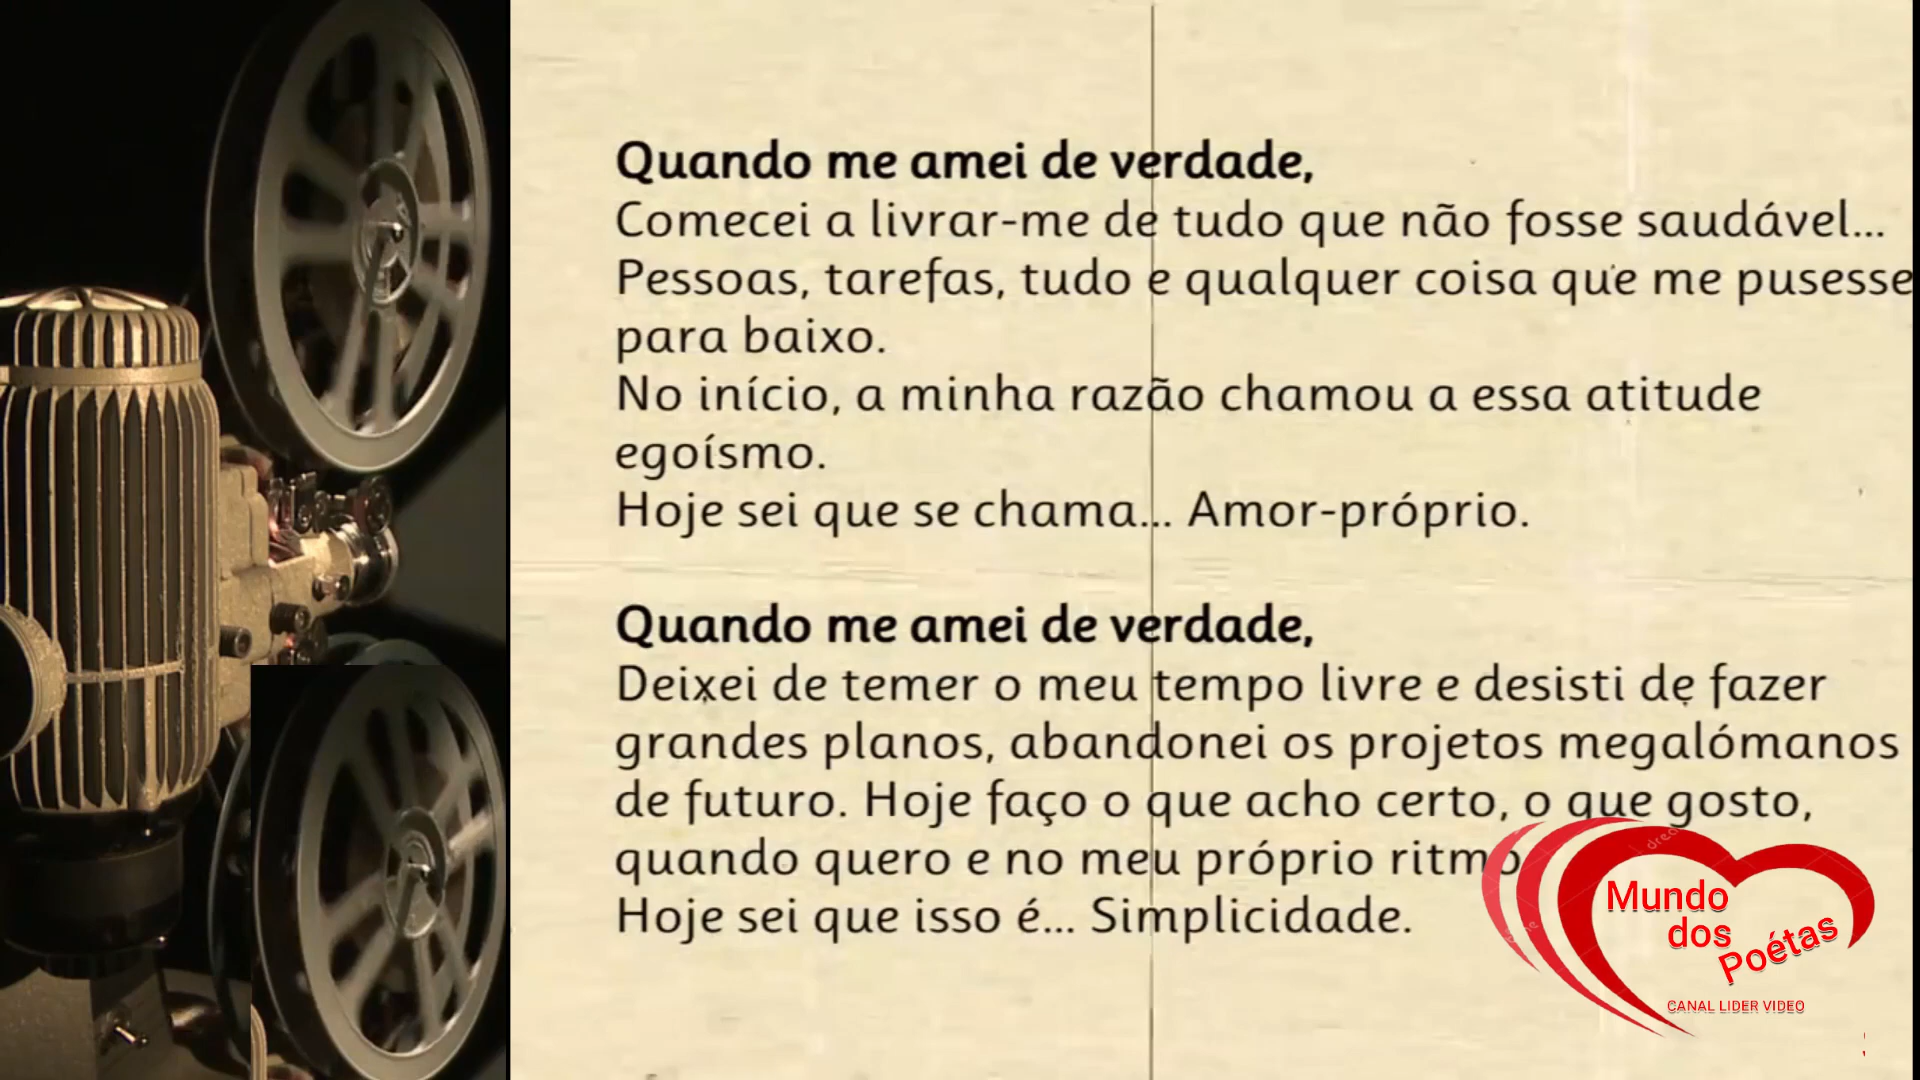 Quando me amei de verdade,
Comecei a livrar-me de tudo que não fosse saudável...
Pessoas, tarefas, tudo e qualquer coisa que me pusesse
para baixo.
No início, a minha razão chamou a essa atitude
egoísmo.
Hoje sei que se chama... Amor-próprio.
Quando me amei de verdade,
Deixei de temer o meu tempo livre e desisti de fazer
grandes planos, abandonei os projetos megalómanos
de futuro. Hoje faço o que acho certo, o que gosto,
quando quero e no meu próprio ritmo
Hoje sei que isso é... Simplicidade.
Mundo
dos
Poétas
CANAL LIDER VIDEO